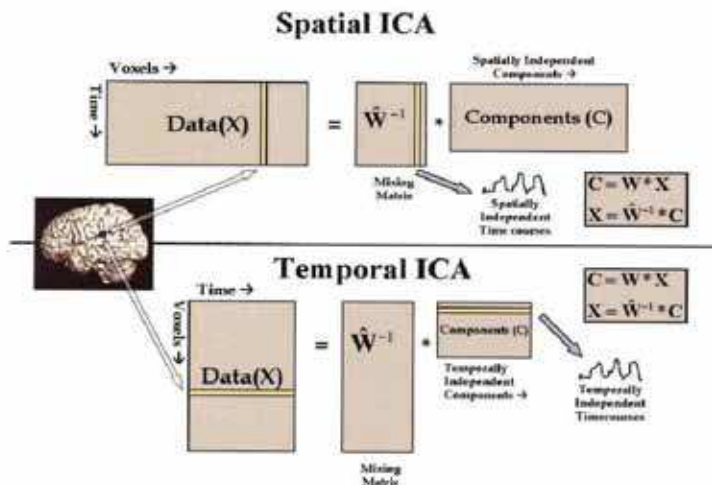 Spatial ICA
Voxels →
Spatially Independent
Components →
Time →
Data(X)
=
Ŵ⁻¹
*
Components (C)
Mixing
Matrix
Spatially
Independent
Time courses
C = W* X
X = Ŵ⁻¹ * C
Temporal ICA
Time →
Voxels →
Data(X)
=
Ŵ⁻¹
*
Components (C)
Temporally
Independent
Components →
Mixing
Matrix
Temporally
Independent
Timecourses
C = W* X
X = Ŵ⁻¹ * C